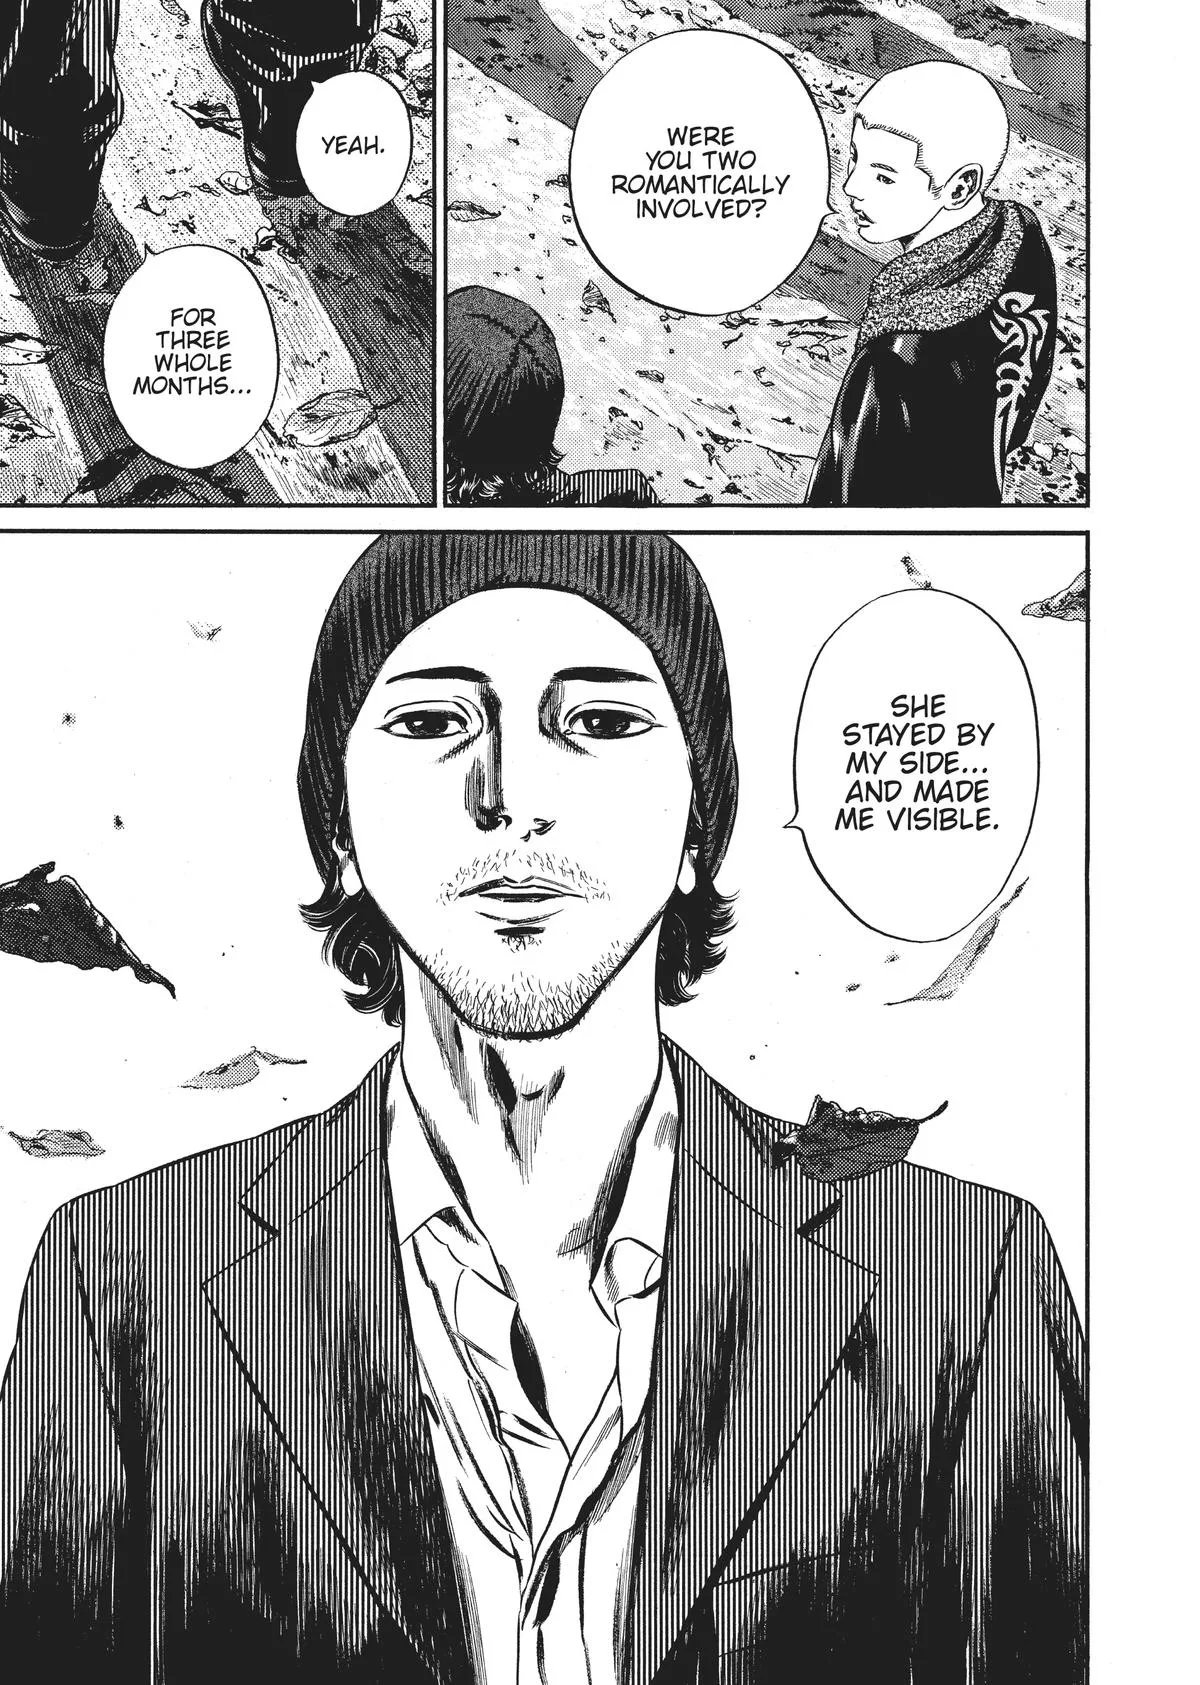 WERE
YOU TWO
ROMANTICALLY
INVOLVED?
YEAH.
FOR
THREE
WHOLE
MONTHS...
SHE
STAYED BY
MY SIDE...
AND MADE
ME VISIBLE.